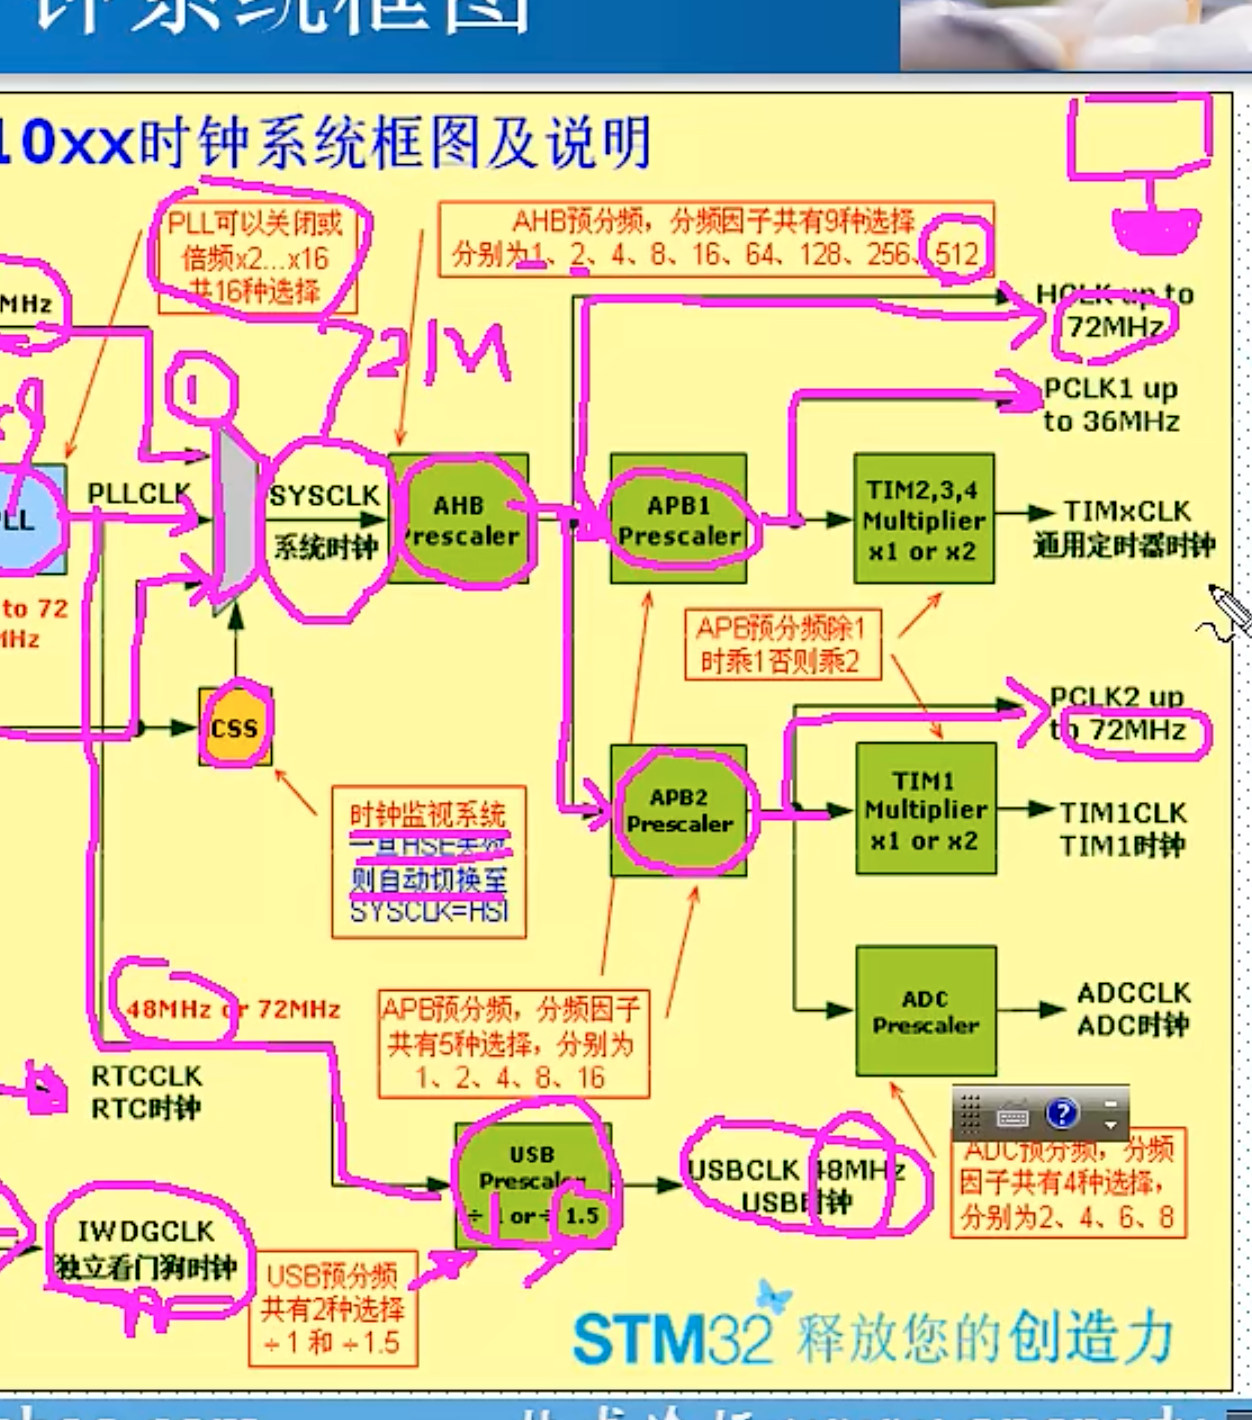 钟系统框图
10xx时钟系统框图及说明
PLL可以关闭或
倍频x2...x16
共16种选择
AHB预分频，分频因子共有9种选择
分别为1、2、4、8、16、64、128、256、512
MHz
HCLK up to
72MHz
21M
1
PCLK1 up
to 36MHz
PLL
PLLCLK
SYSCLK
系统时钟
AHB
Prescaler
APB1
Prescaler
TIM2,3,4
Multiplier
x1 or x2
TIMxCLK
通用定时器时钟
to 72
MHz
APB预分频除1
时乘1否则乘2
CSS
PCLK2 up
to 72MHz
时钟监视系统
一旦HSE失效
则自动切换至
SYSCLK=HSI
APB2
Prescaler
TIM1
Multiplier
x1 or x2
TIM1CLK
TIM1时钟
48MHz or 72MHz
APB预分频，分频因子
共有5种选择，分别为
1、2、4、8、16
ADC
Prescaler
ADCCLK
ADC时钟
RTCCLK
RTC时钟
USB
Prescaler
÷ 1 or ÷ 1.5
USBCLK 48MHz
USB时钟
ADC预分频，分频
因子共有4种选择，
分别为2、4、6、8
IWDGCLK
独立看门狗时钟
USB预分频
共有2种选择
÷1 和 ÷1.5
STM32 释放您的创造力